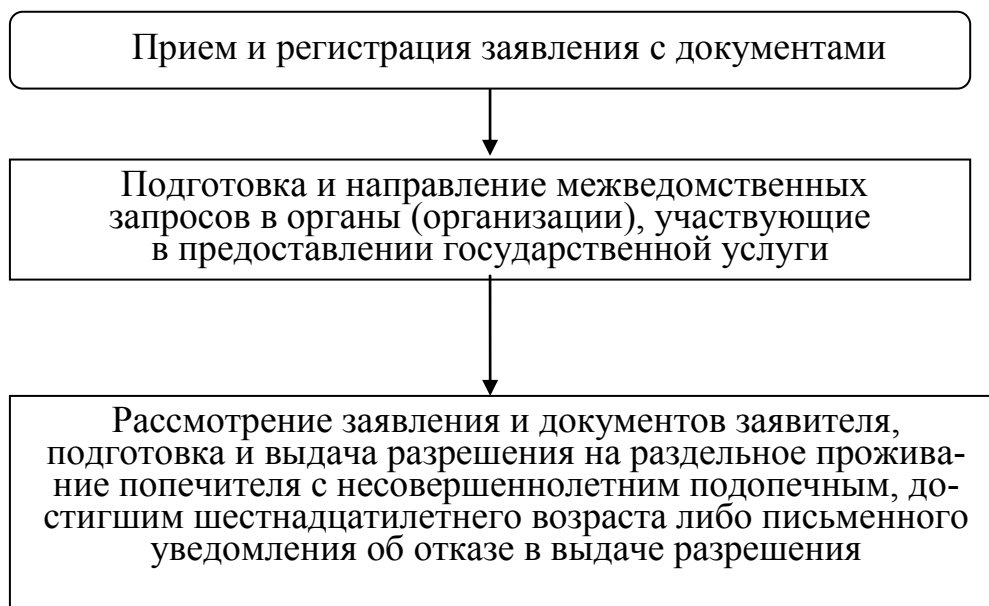 Прием и регистрация заявления с документами
Подготовка и направление межведомственных
запросов в органы (организации), участвующие
в предоставлении государственной услуги
Рассмотрение заявления и документов заявителя,
подготовка и выдача разрешения на раздельное прожива-
ние попечителя с несовершеннолетним подопечным, до-
стигшим шестнадцатилетнего возраста либо письменного
уведомления об отказе в выдаче разрешения